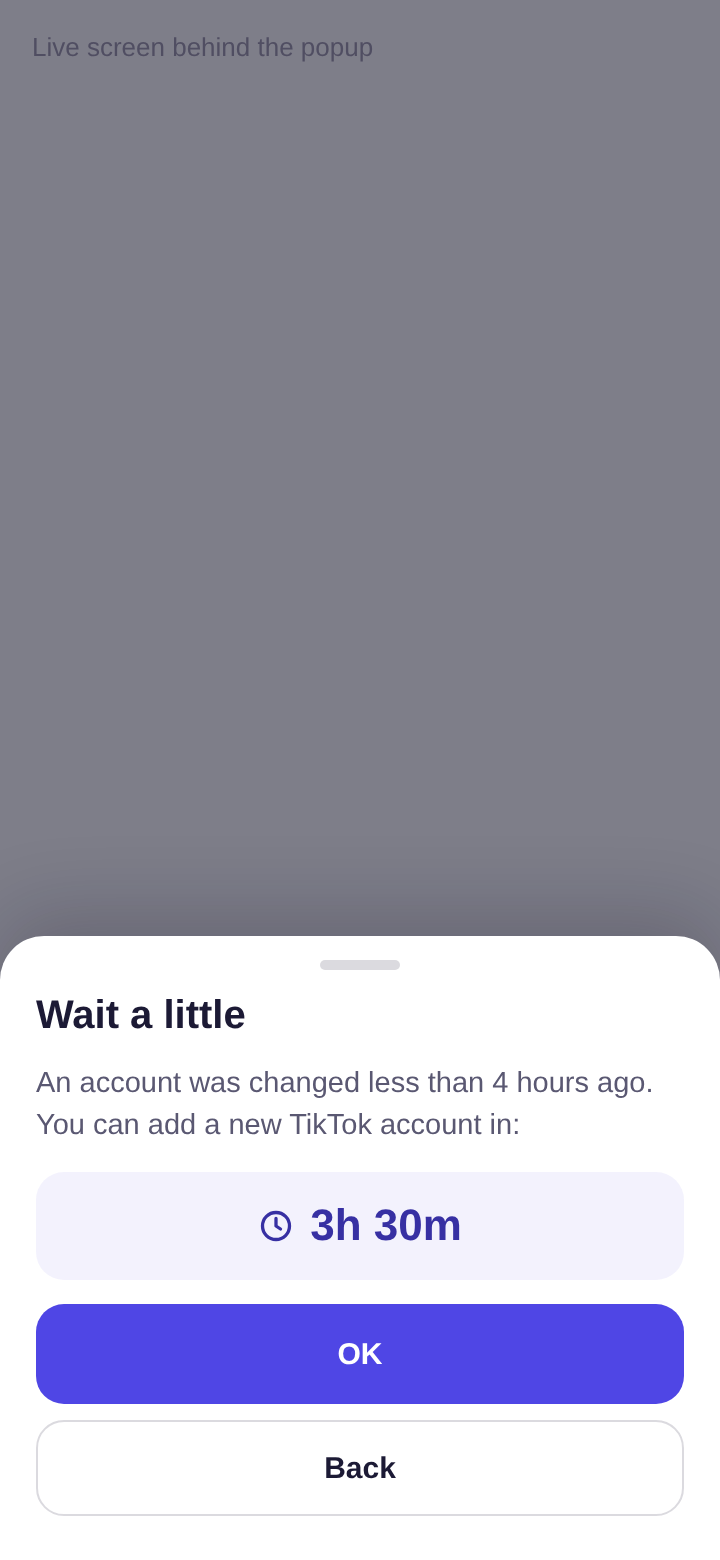 Live screen behind the popup
Wait a little
An account was changed less than 4 hours ago.
You can add a new TikTok account in:
3h 30m
OK
Back